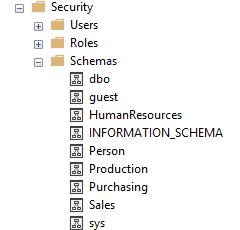 Security
Users
Roles
Schemas
dbo
guest
HumanResources
INFORMATION_SCHEMA
Person
Production
Purchasing
Sales
sys